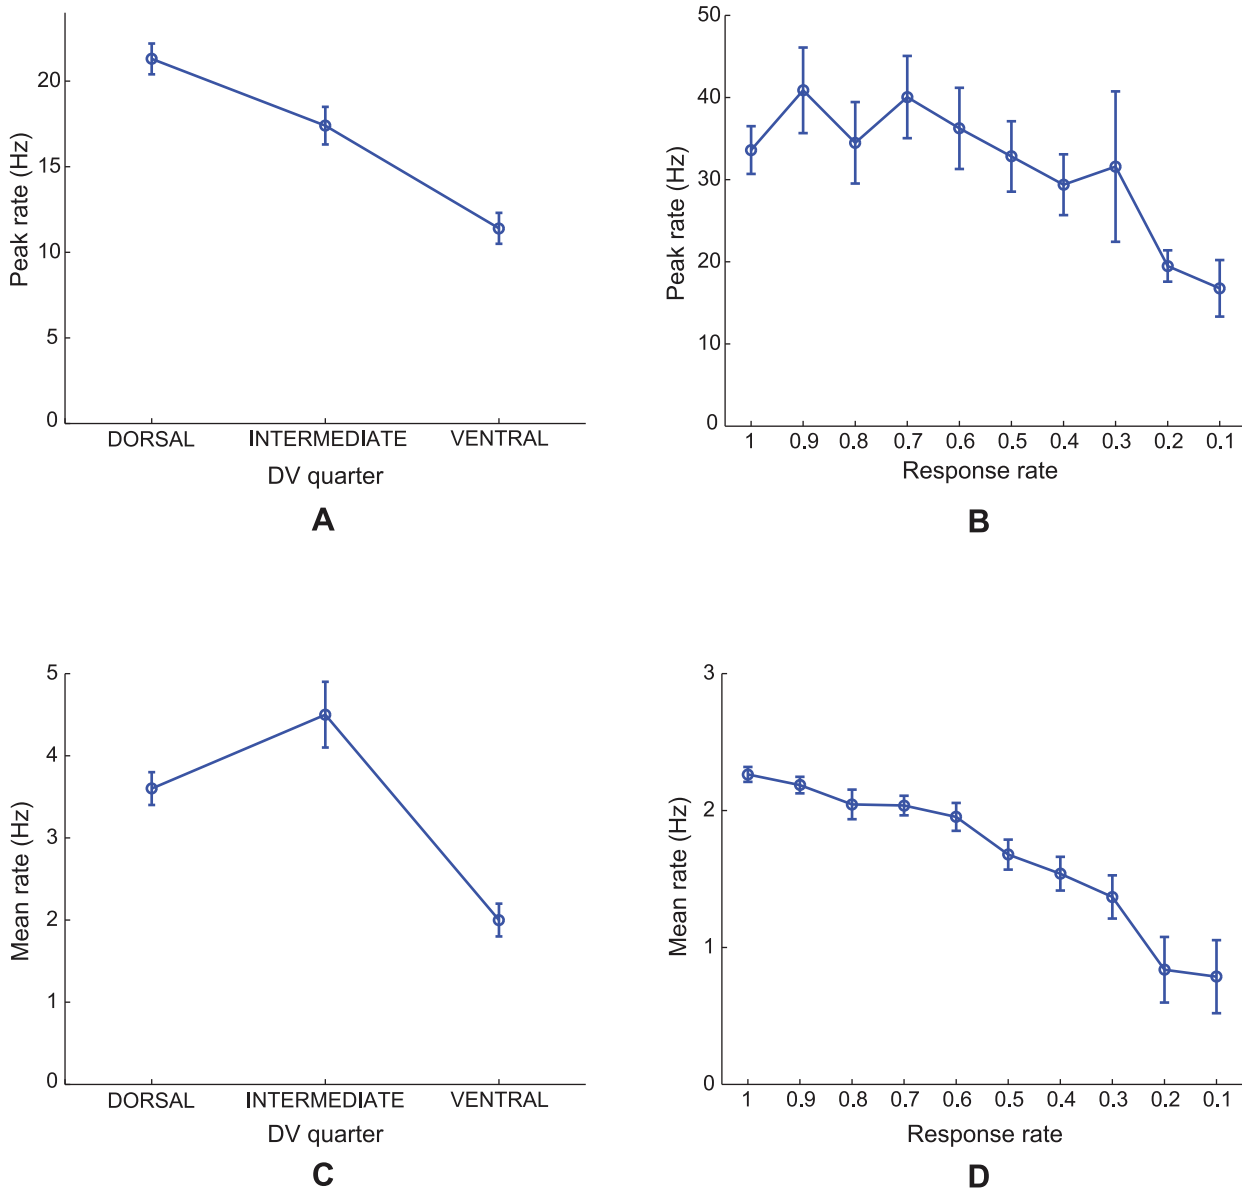 Peak rate (Hz)
20
15
10
5
0
DORSAL INTERMEDIATE VENTRAL
DV quarter
A
Peak rate (Hz)
50
40
30
20
10
0
1 0.9 0.8 0.7 0.6 0.5 0.4 0.3 0.2 0.1
Response rate
B
Mean rate (Hz)
5
4
3
2
1
0
DORSAL INTERMEDIATE VENTRAL
DV quarter
C
Mean rate (Hz)
3
2
1
0
1 0.9 0.8 0.7 0.6 0.5 0.4 0.3 0.2 0.1
Response rate
D